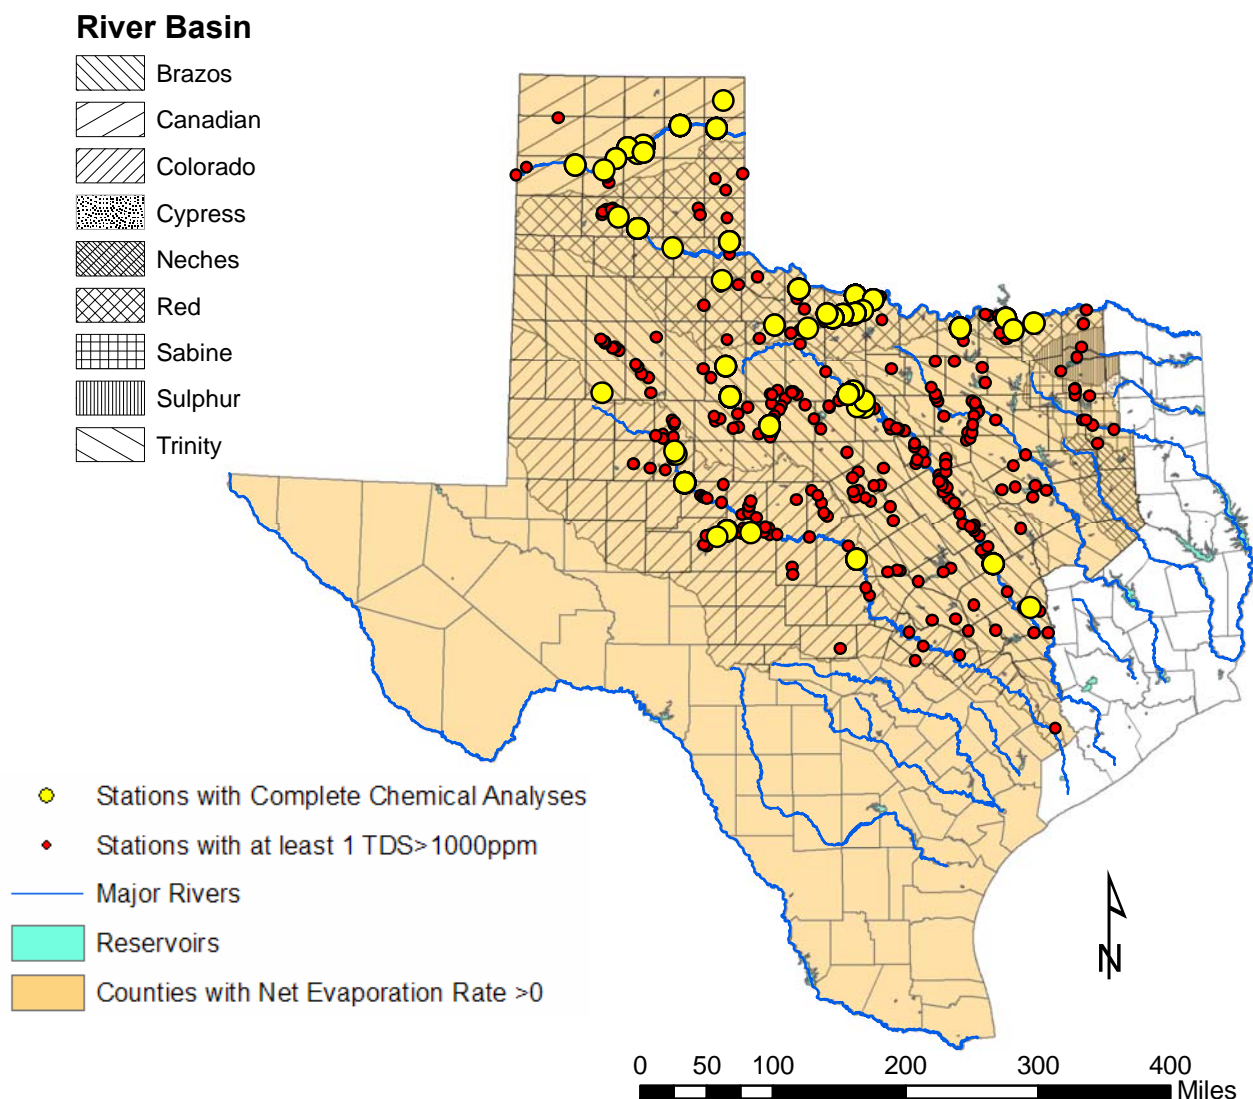 River Basin
Brazos
Canadian
Colorado
Cypress
Neches
Red
Sabine
Sulphur
Trinity
Stations with Complete Chemical Analyses
Stations with at least 1 TDS>1000ppm
Major Rivers
Reservoirs
Counties with Net Evaporation Rate >0
N
0 50 100 200 300 400
Miles